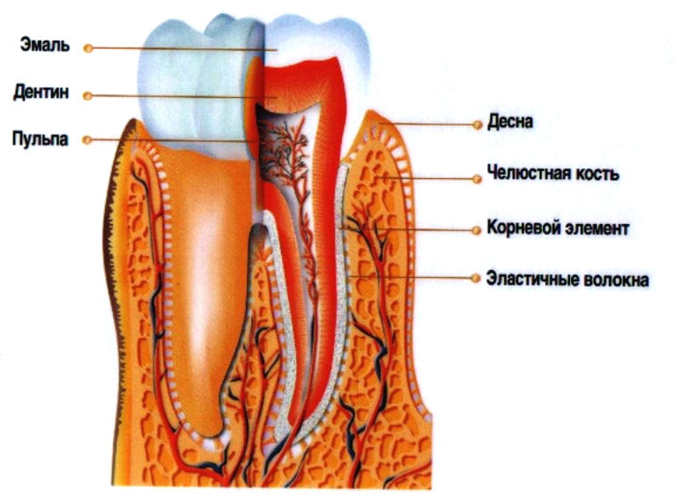 Эмаль
Дентин
Пульпа
Десна
Челюстная кость
Корневой элемент
Эластичные волокна